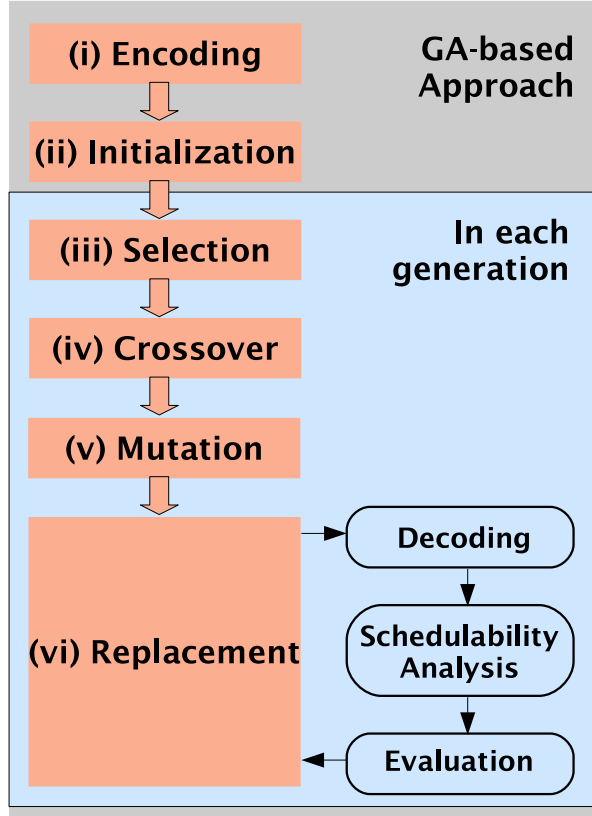 (i) Encoding
GA-based
Approach
(ii) Initialization
(iii) Selection
In each
generation
(iv) Crossover
(v) Mutation
(vi) Replacement
Decoding
Schedulability
Analysis
Evaluation